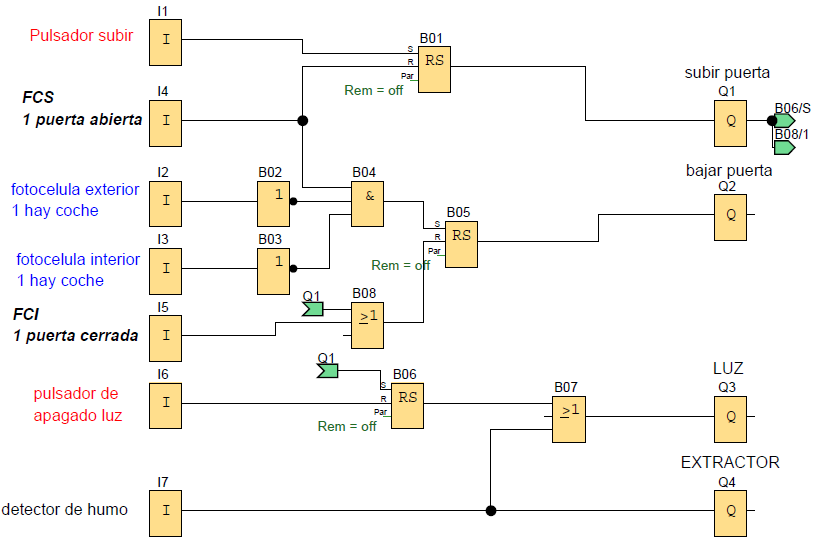 I1
Pulsador subir
I
B01
S
R
Par
RS
Rem = off
subir puerta
Q1
Q
B06/S
B08/1
FCS
1 puerta abierta
I4
I
bajar puerta
Q2
Q
fotocelula exterior
1 hay coche
I2
I
B02
1
B04
&
B05
S
R
Par
RS
Rem = off
fotocelula interior
1 hay coche
I3
I
B03
1
FCI
1 puerta cerrada
I5
I
Q1
B08
>1
Q1
pulsador de
apagado luz
I6
I
B06
S
R
Par
RS
Rem = off
B07
>1
LUZ
Q3
Q
detector de humo
I7
I
EXTRACTOR
Q4
Q